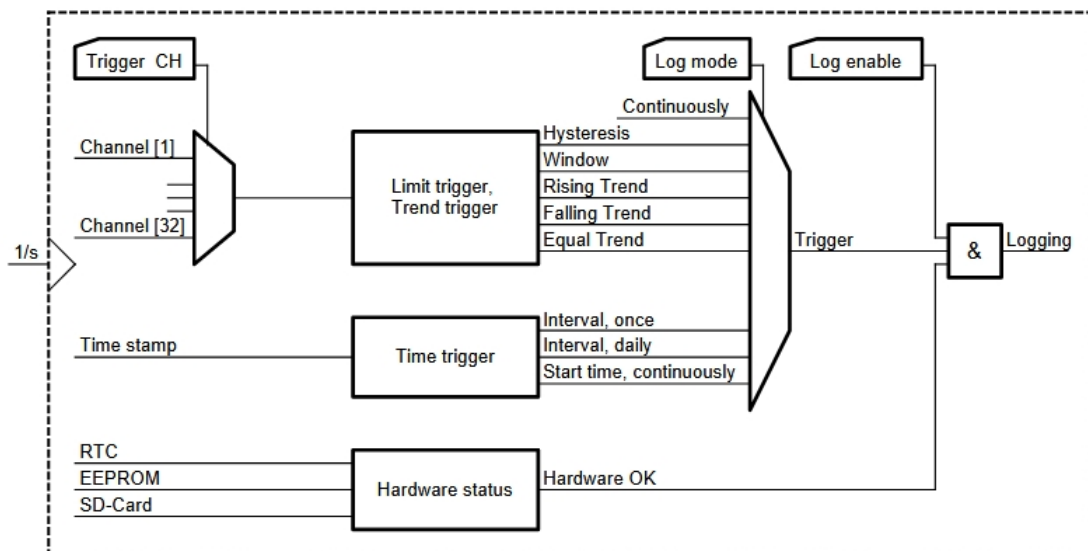 Trigger CH
Log mode
Log enable
Continuously
Channel [1]
Hysteresis
Window
Limit trigger,
Trend trigger
Rising Trend
Falling Trend
Channel [32]
Equal Trend
Trigger
&
Logging
1/s
Interval, once
Time stamp
Time trigger
Interval, daily
Start time, continuously
RTC
EEPROM
SD-Card
Hardware status
Hardware OK